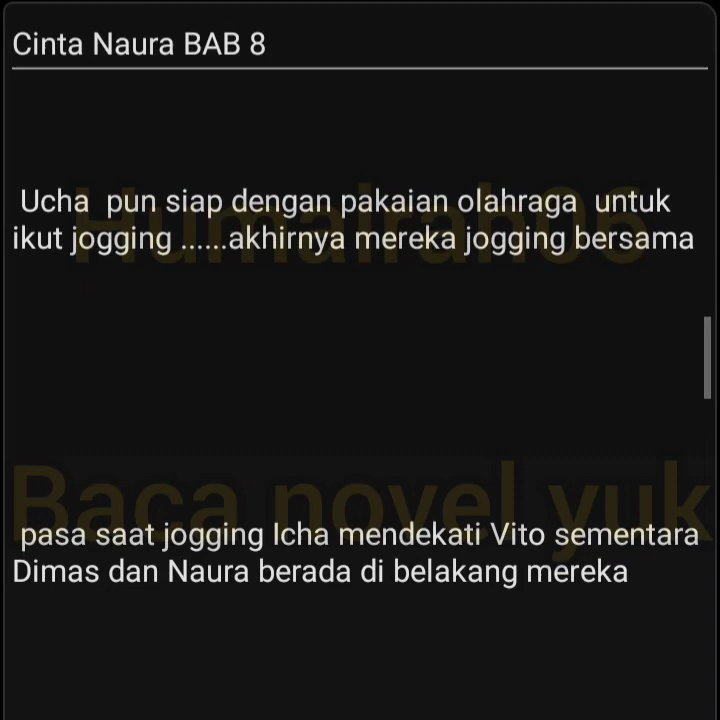 Cinta Naura BAB 8
Humairah06
Ucha pun siap dengan pakaian olahraga untuk
ikut jogging ......akhirnya mereka jogging bersama
Baca novel yuk
pasa saat jogging Icha mendekati Vito sementara
Dimas dan Naura berada di belakang mereka